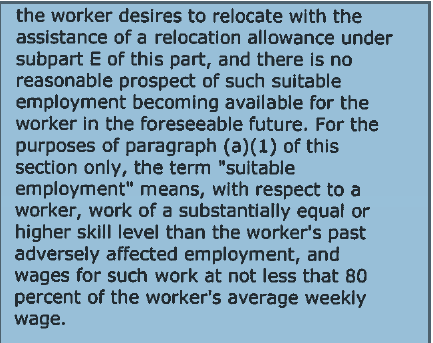 the worker desires to relocate with the
assistance of a relocation allowance under
subpart E of this part, and there is no
reasonable prospect of such suitable
employment becoming available for the
worker in the foreseeable future. For the
purposes of paragraph (a)(1) of this
section only, the term "suitable
employment" means, with respect to a
worker, work of a substantially equal or
higher skill level than the worker's past
adversely affected employment, and
wages for such work at not less that 80
percent of the worker's average weekly
wage.